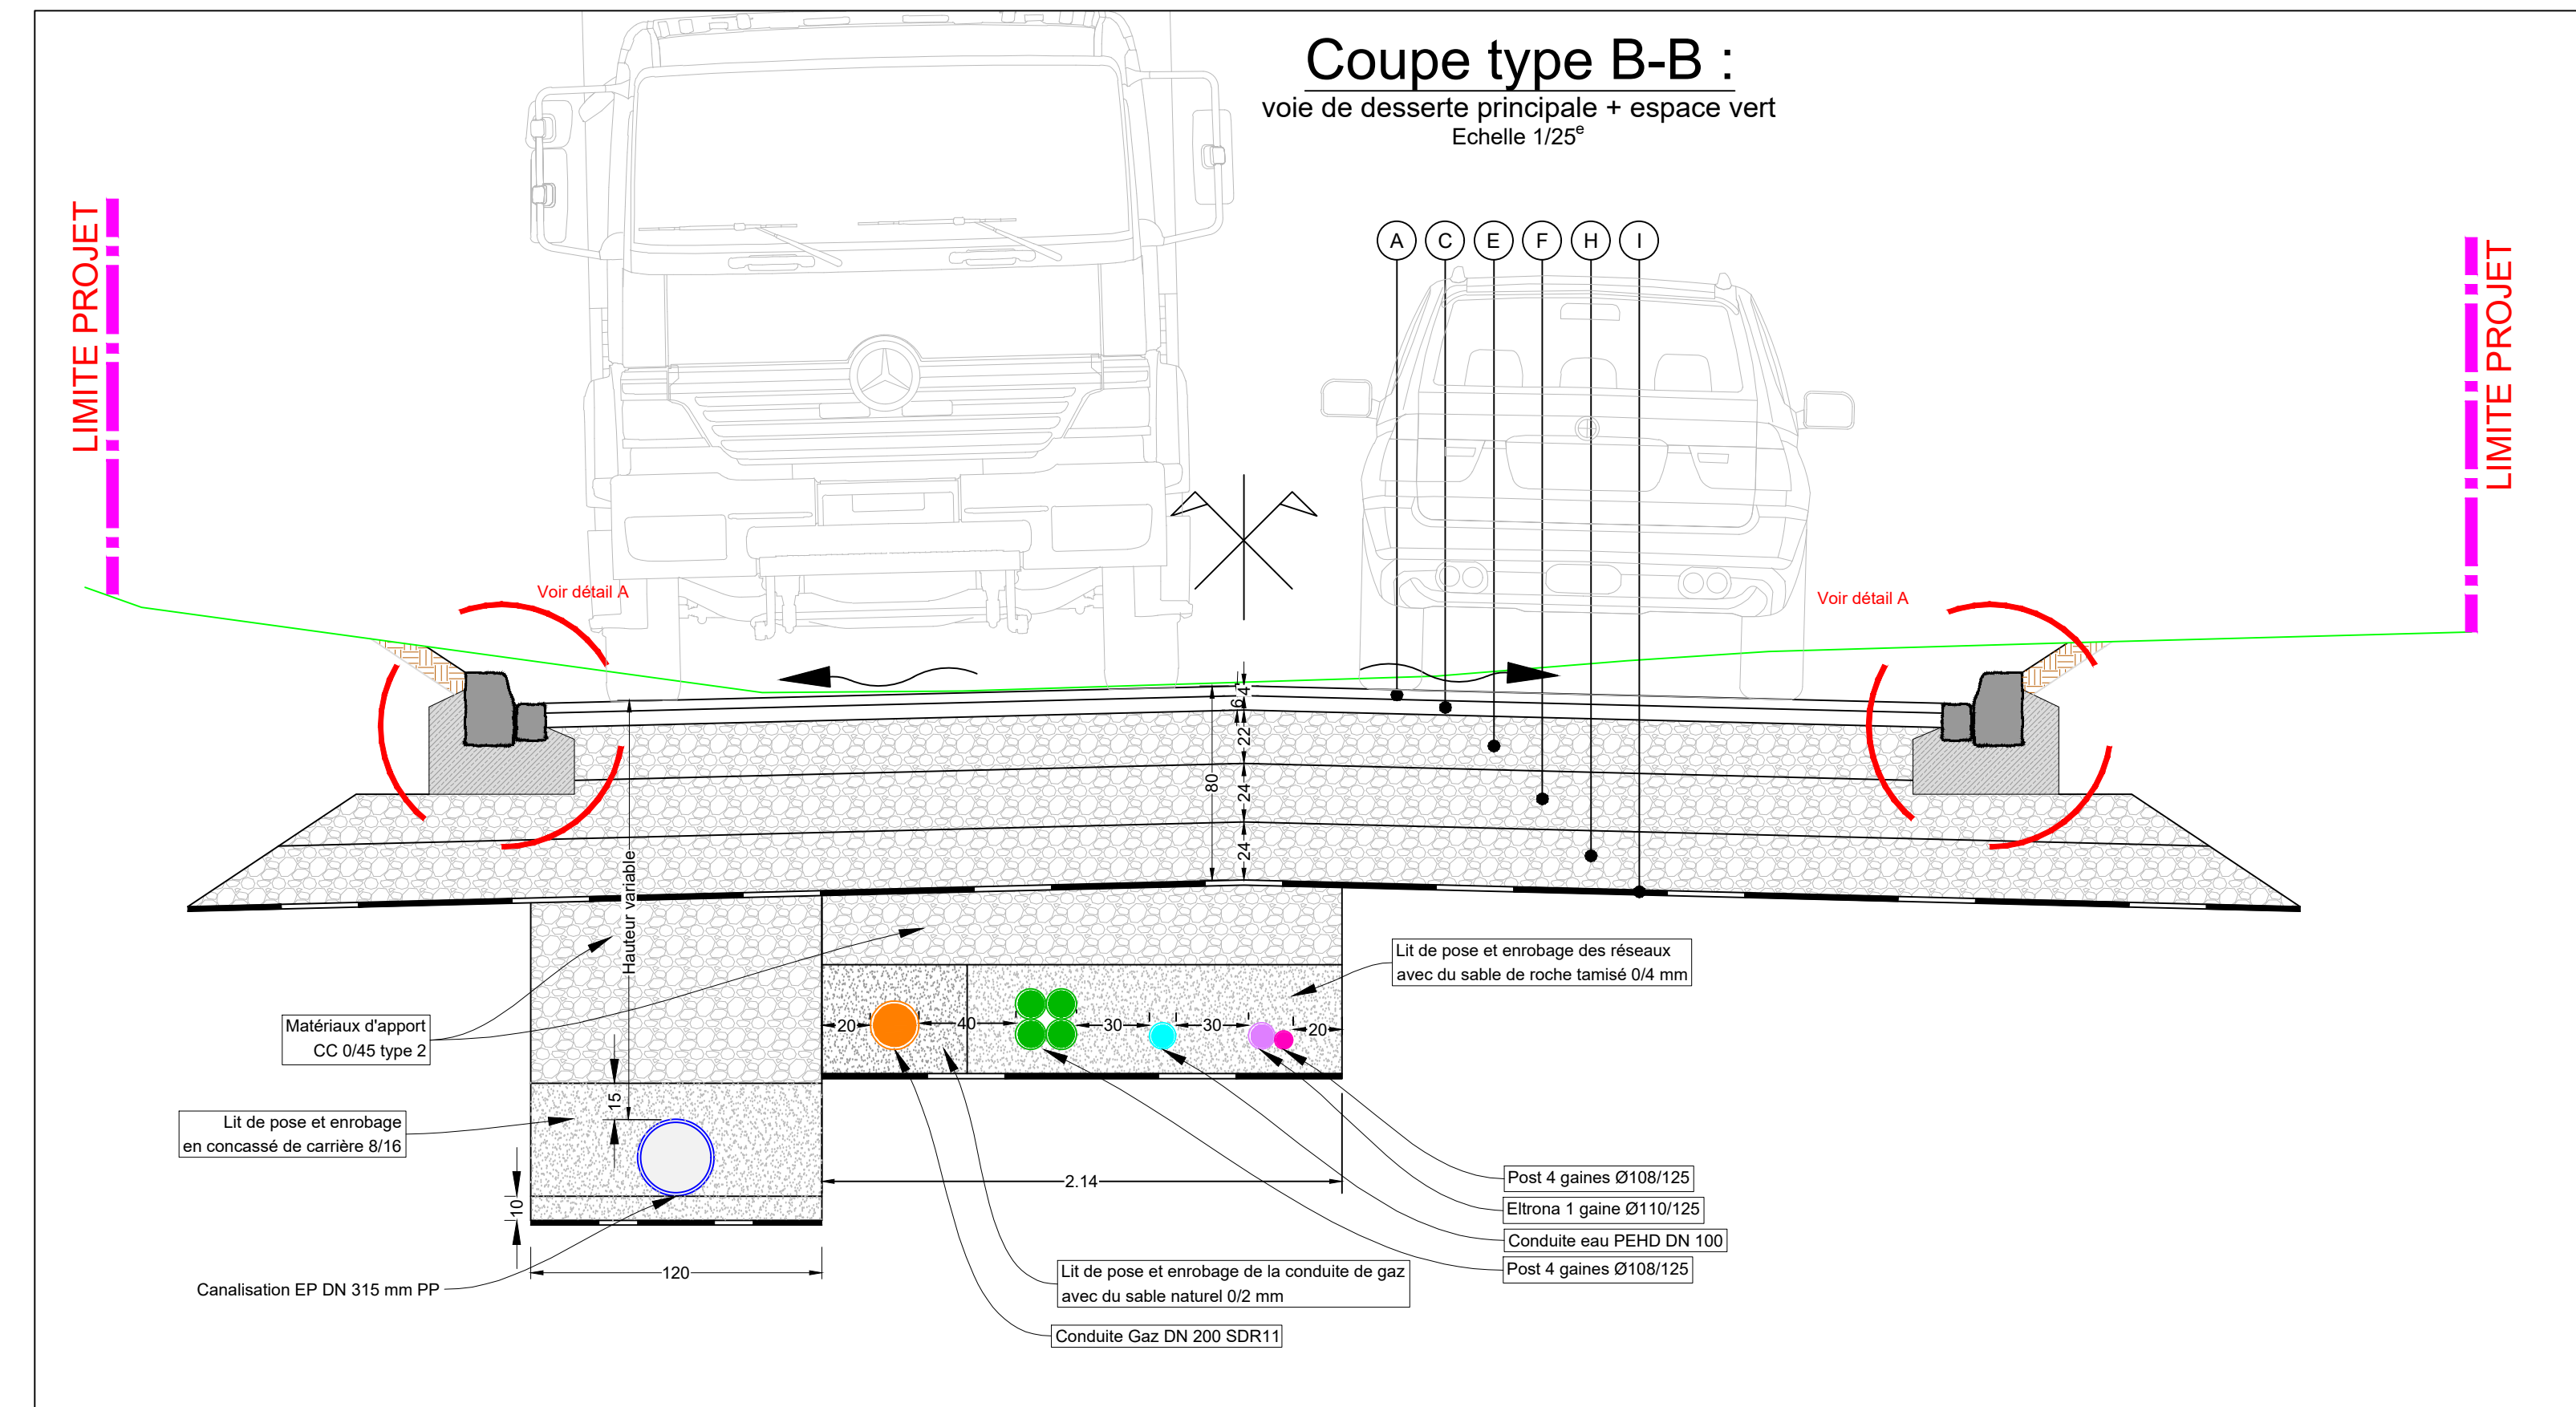 Coupe type B-B :
voie de desserte principale + espace vert
Echelle 1/25e
LIMITE PROJET
LIMITE PROJET
A
C
E
F
H
I
Voir détail A
Voir détail A
4
6
22
80
24
24
Hauteur variable
Lit de pose et enrobage des réseaux
avec du sable de roche tamisé 0/4 mm
Matériaux d'apport
CC 0/45 type 2
20
40
30
30
20
15
Lit de pose et enrobage
en concassé de carrière 8/16
10
2.14
120
Post 4 gaines Ø108/125
Eltrona 1 gaine Ø110/125
Conduite eau PEHD DN 100
Post 4 gaines Ø108/125
Canalisation EP DN 315 mm PP
Lit de pose et enrobage de la conduite de gaz
avec du sable naturel 0/2 mm
Conduite Gaz DN 200 SDR11